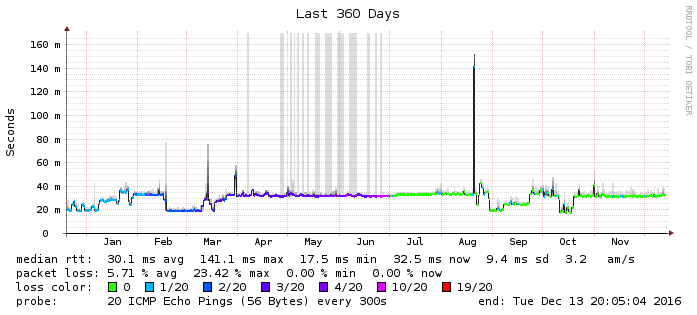 Last 360 Days
RRDTOOL / TOBI OETIKER
Seconds
160 m
140 m
120 m
100 m
80 m
60 m
40 m
20 m
0
Jan Feb Mar Apr May Jun Jul Aug Sep Oct Nov
median rtt: 30.1 ms avg 141.1 ms max 17.5 ms min 32.5 ms now 9.4 ms sd 3.2 am/s
packet loss: 5.71 % avg 23.42 % max 0.00 % min 0.00 % now
loss color: 0 1/20 2/20 3/20 4/20 10/20 19/20
probe: 20 ICMP Echo Pings (56 Bytes) every 300s end: Tue Dec 13 20:05:04 2016